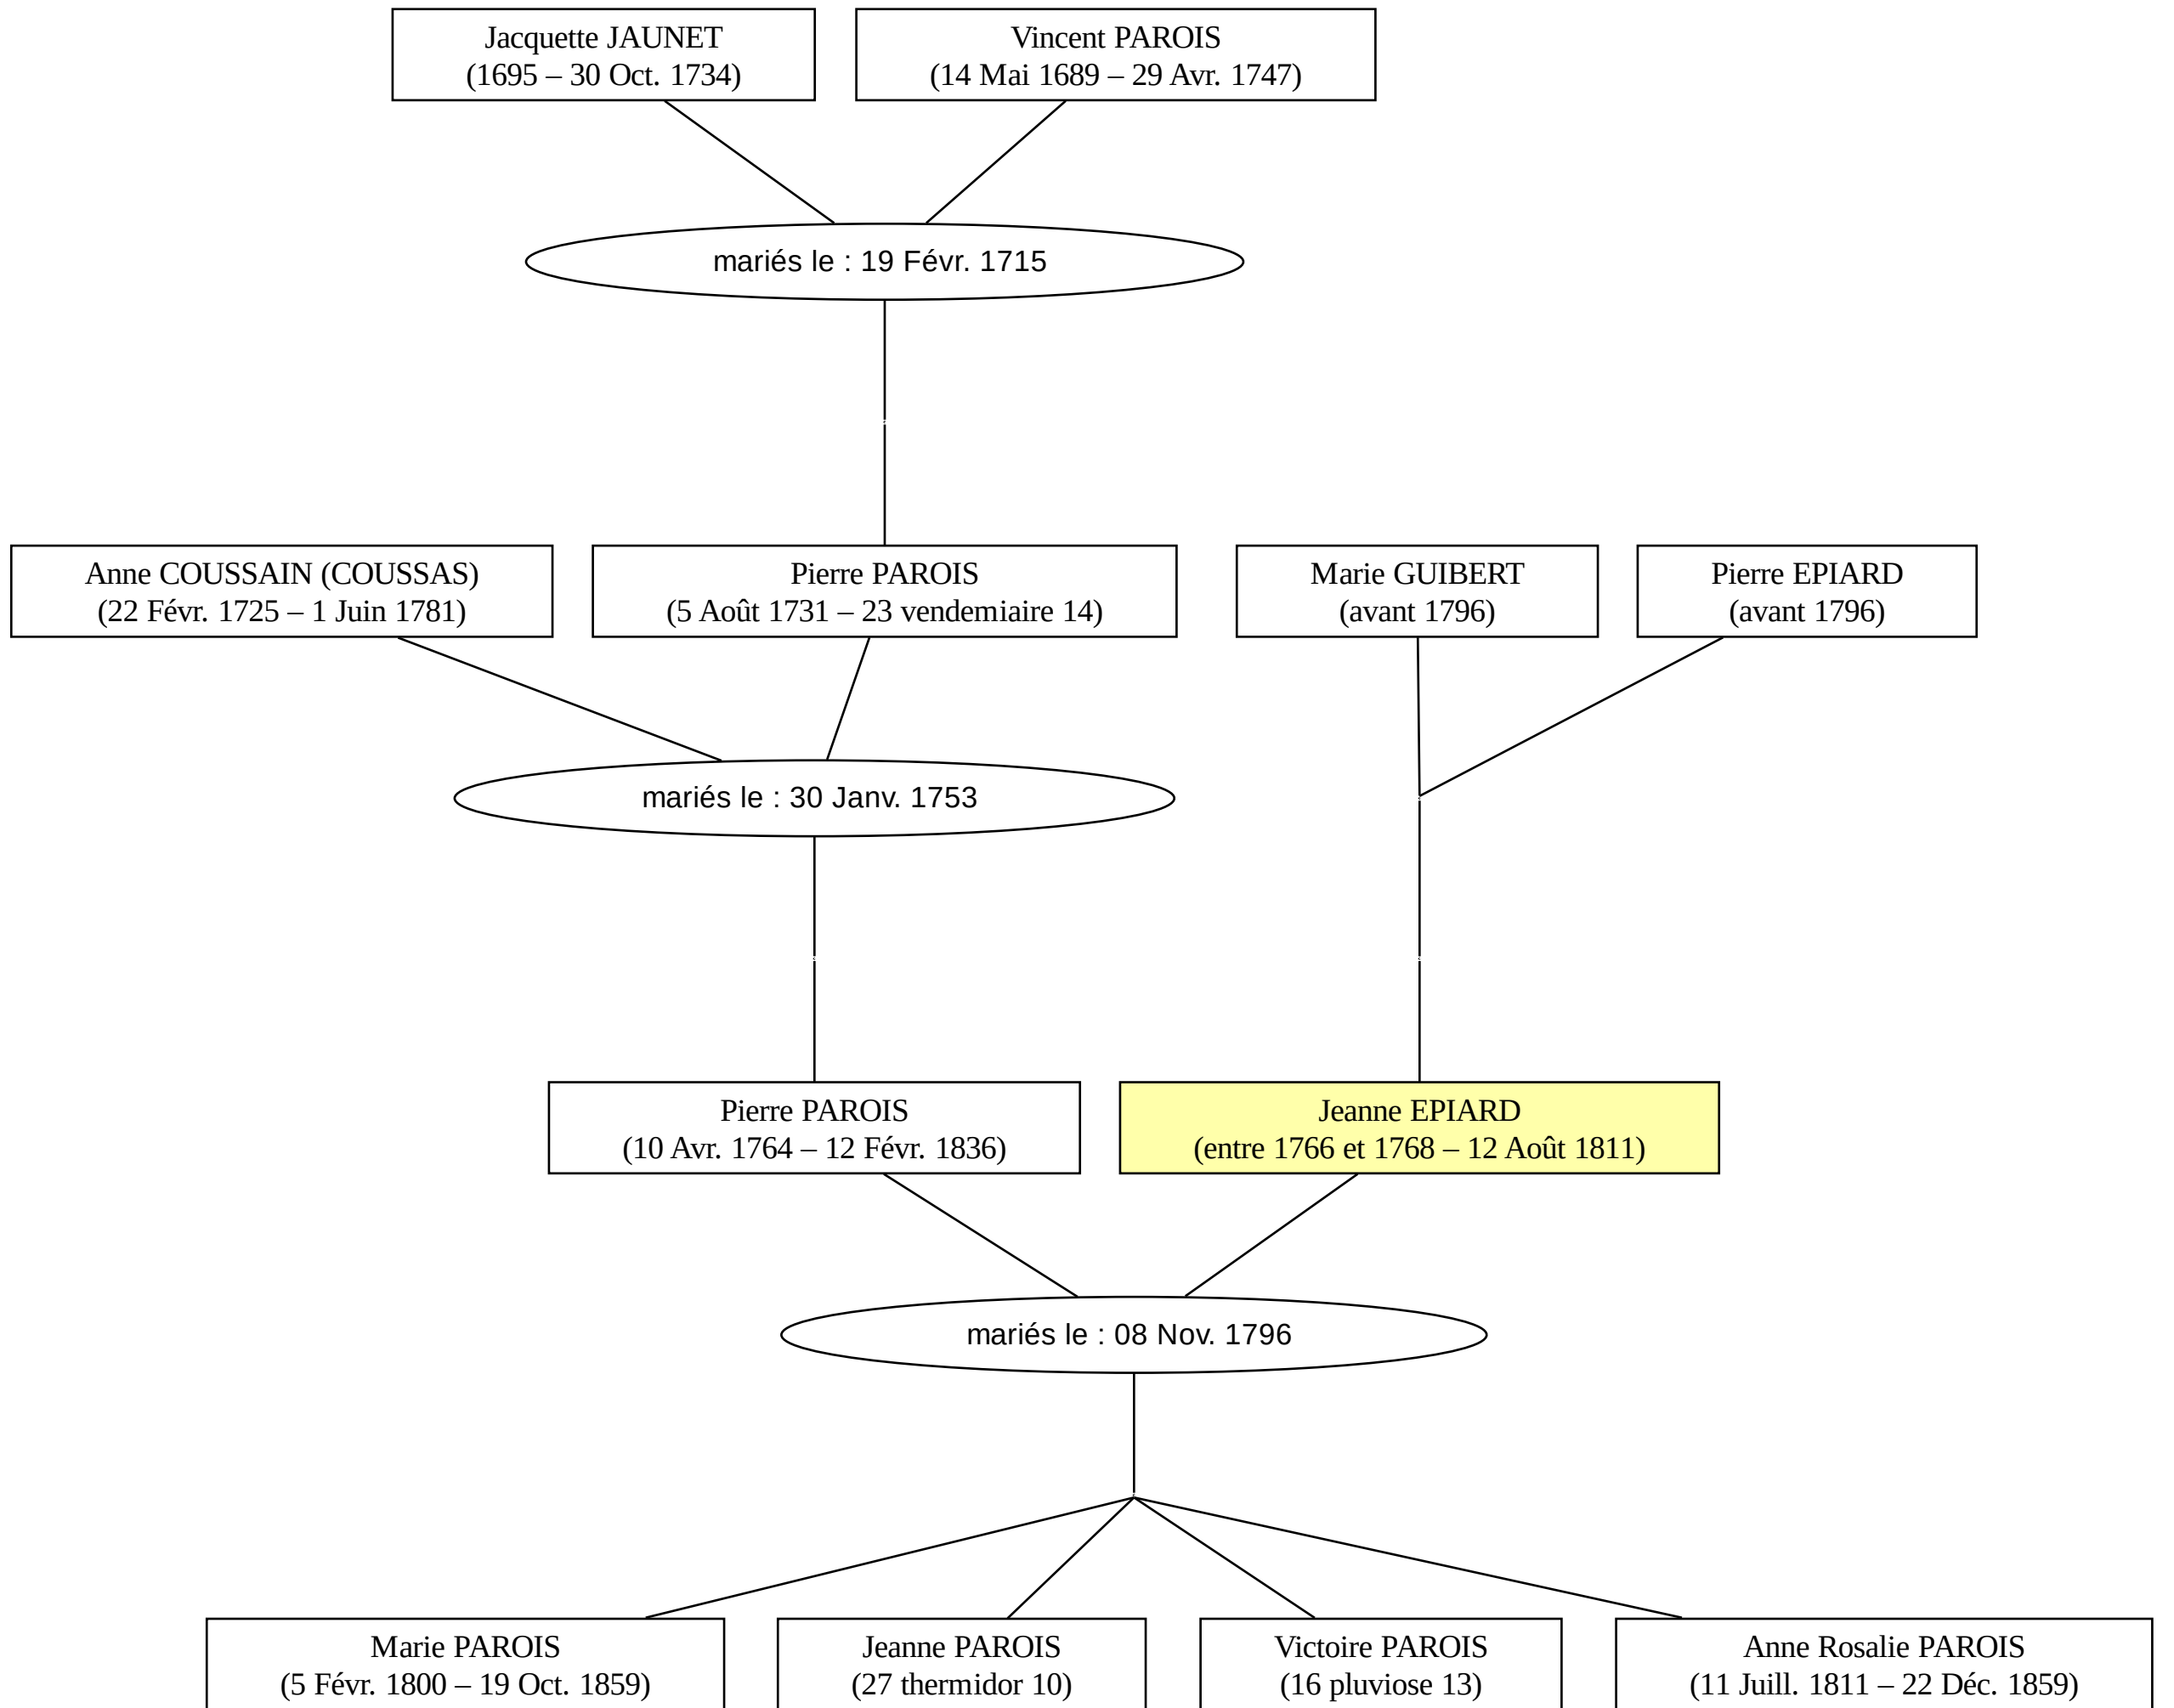 Jacquette JAUNET
(1695 – 30 Oct. 1734)
Vincent PAROIS
(14 Mai 1689 – 29 Avr. 1747)
mariés le : 19 Févr. 1715
Anne COUSSAIN (COUSSAS)
(22 Févr. 1725 – 1 Juin 1781)
Pierre PAROIS
(5 Août 1731 – 23 vendemiaire 14)
Marie GUIBERT
(avant 1796)
Pierre EPIARD
(avant 1796)
mariés le : 30 Janv. 1753
Pierre PAROIS
(10 Avr. 1764 – 12 Févr. 1836)
Jeanne EPIARD
(entre 1766 et 1768 – 12 Août 1811)
mariés le : 08 Nov. 1796
Marie PAROIS
(5 Févr. 1800 – 19 Oct. 1859)
Jeanne PAROIS
(27 thermidor 10)
Victoire PAROIS
(16 pluviose 13)
Anne Rosalie PAROIS
(11 Juill. 1811 – 22 Déc. 1859)